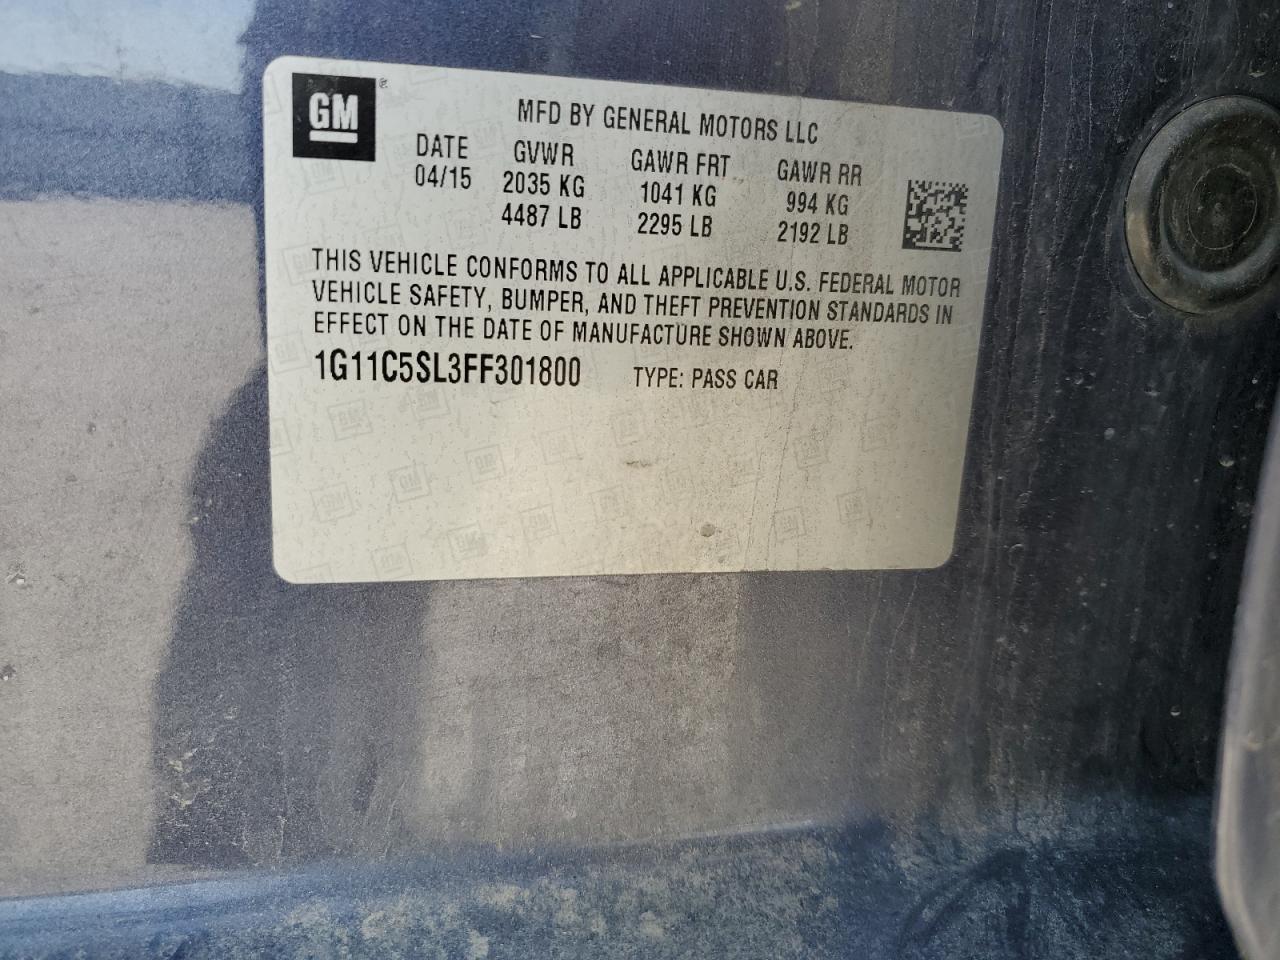 GM ®
MFD BY GENERAL MOTORS LLC
DATE GVWR GAWR FRT GAWR RR
04/15 2035 KG 1041 KG 994 KG
4487 LB 2295 LB 2192 LB
THIS VEHICLE CONFORMS TO ALL APPLICABLE U.S. FEDERAL MOTOR
VEHICLE SAFETY, BUMPER, AND THEFT PREVENTION STANDARDS IN
EFFECT ON THE DATE OF MANUFACTURE SHOWN ABOVE.
1G11C5SL3FF301800 TYPE: PASS CAR